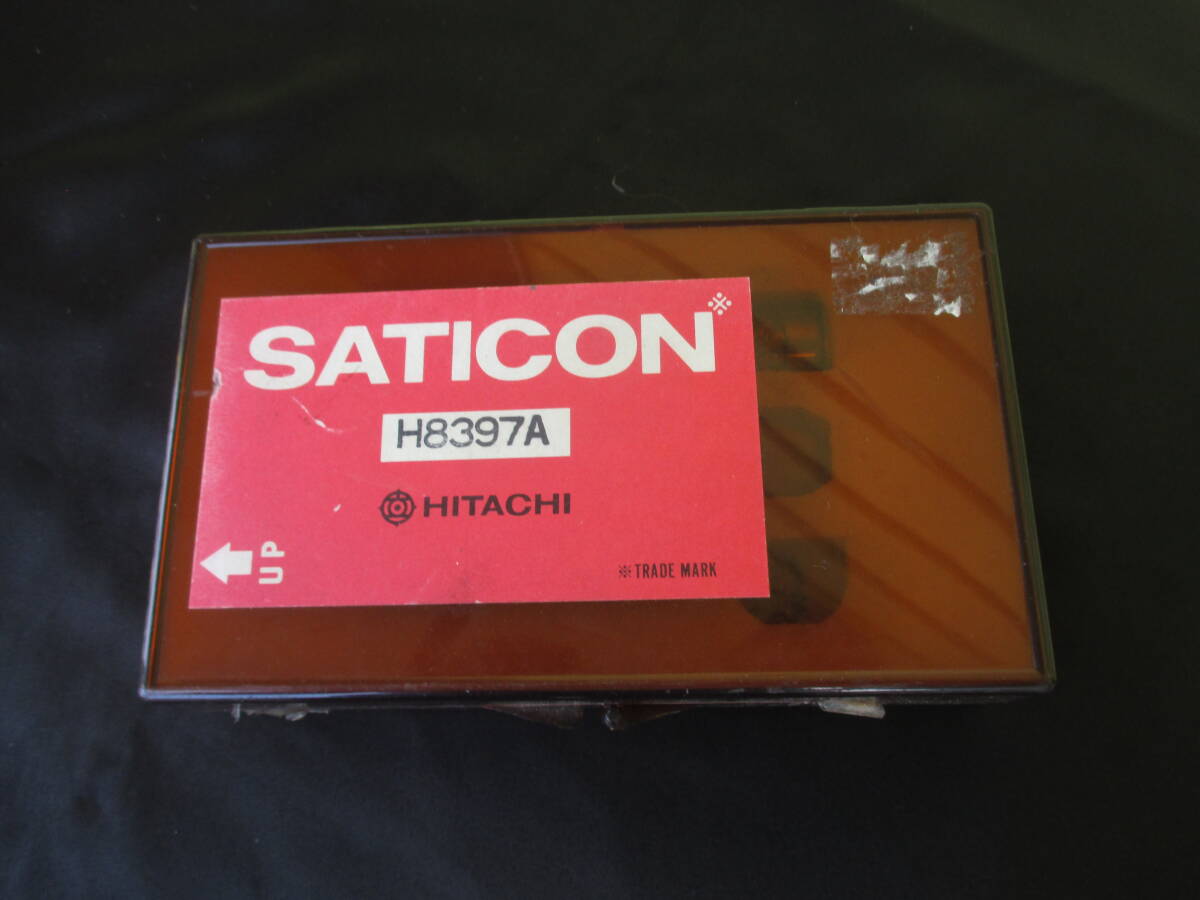 SATICON※
H8397A
HITACHI
UP
※TRADE MARK